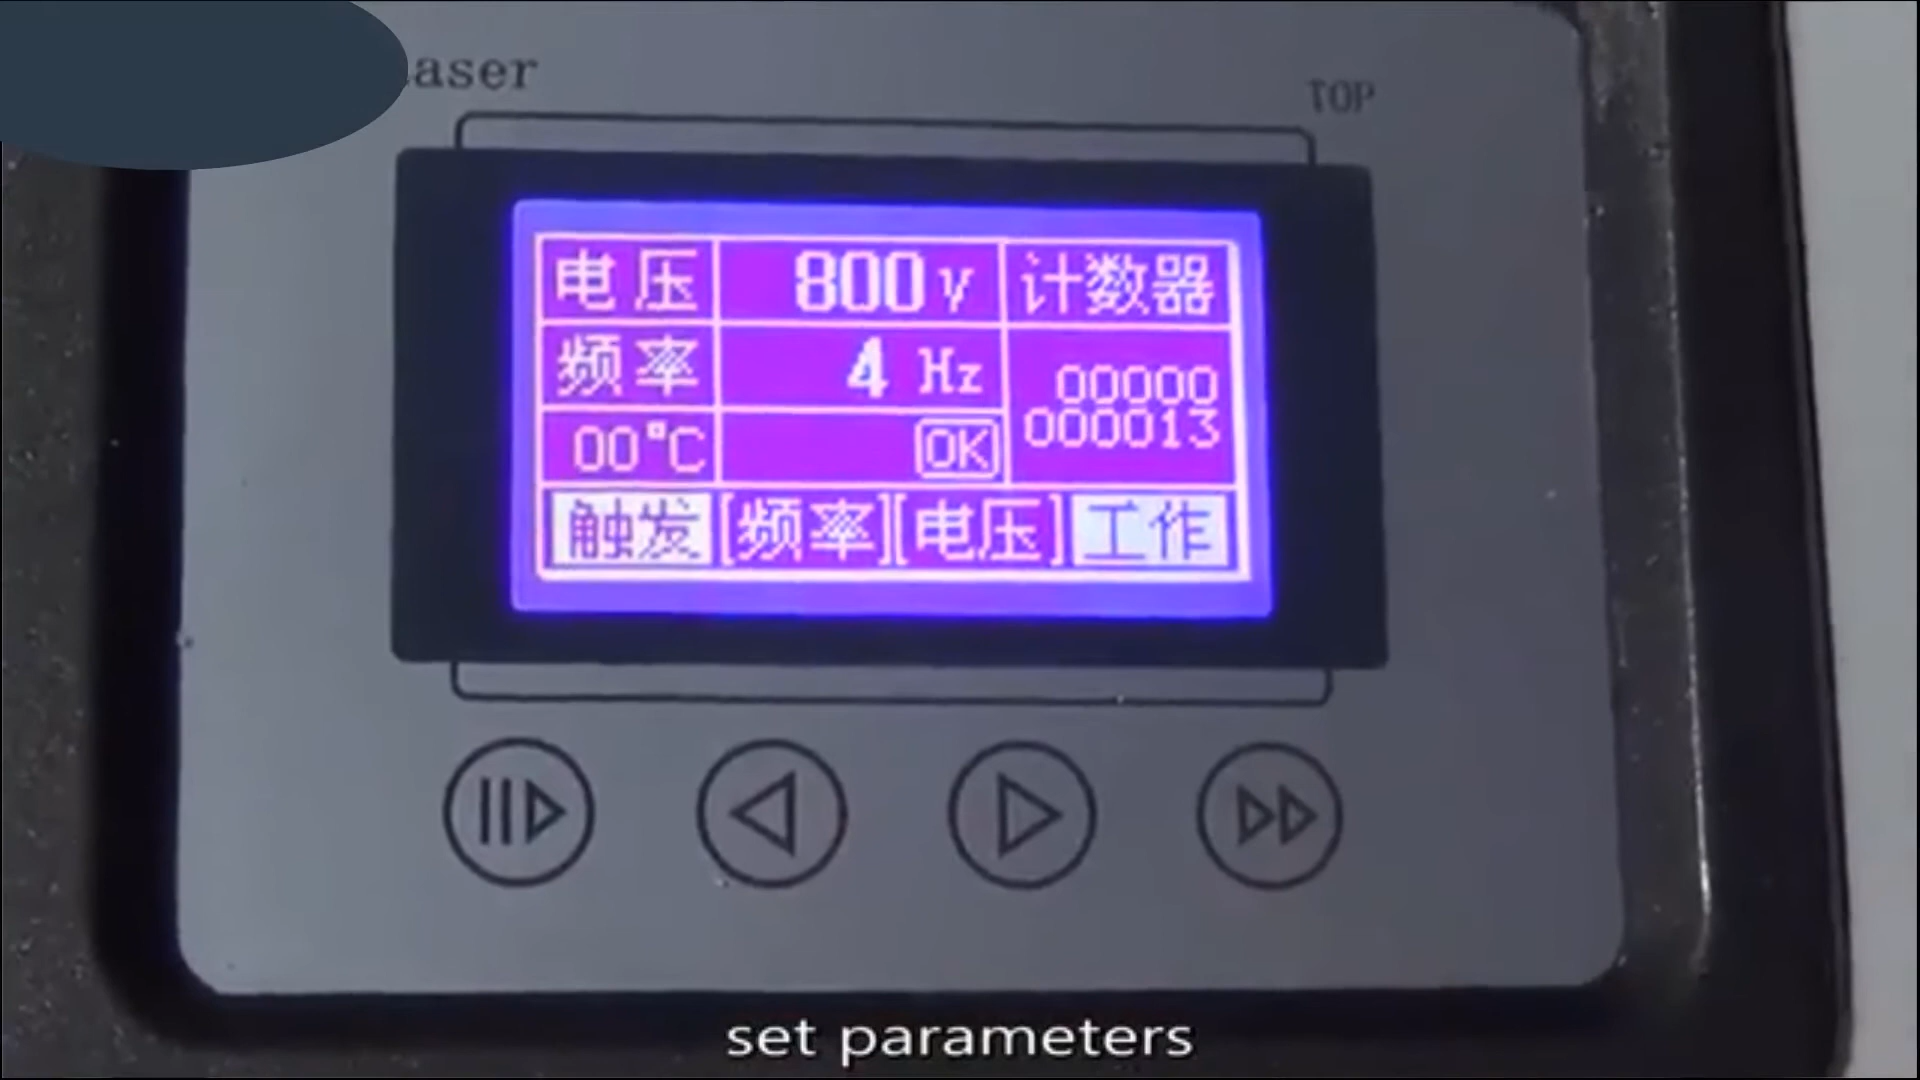 aser
TOP
电压 800 V 计数器
频率 4 Hz 00000
000013
00°C OK
触发 [频率] [电压] 工作
set parameters